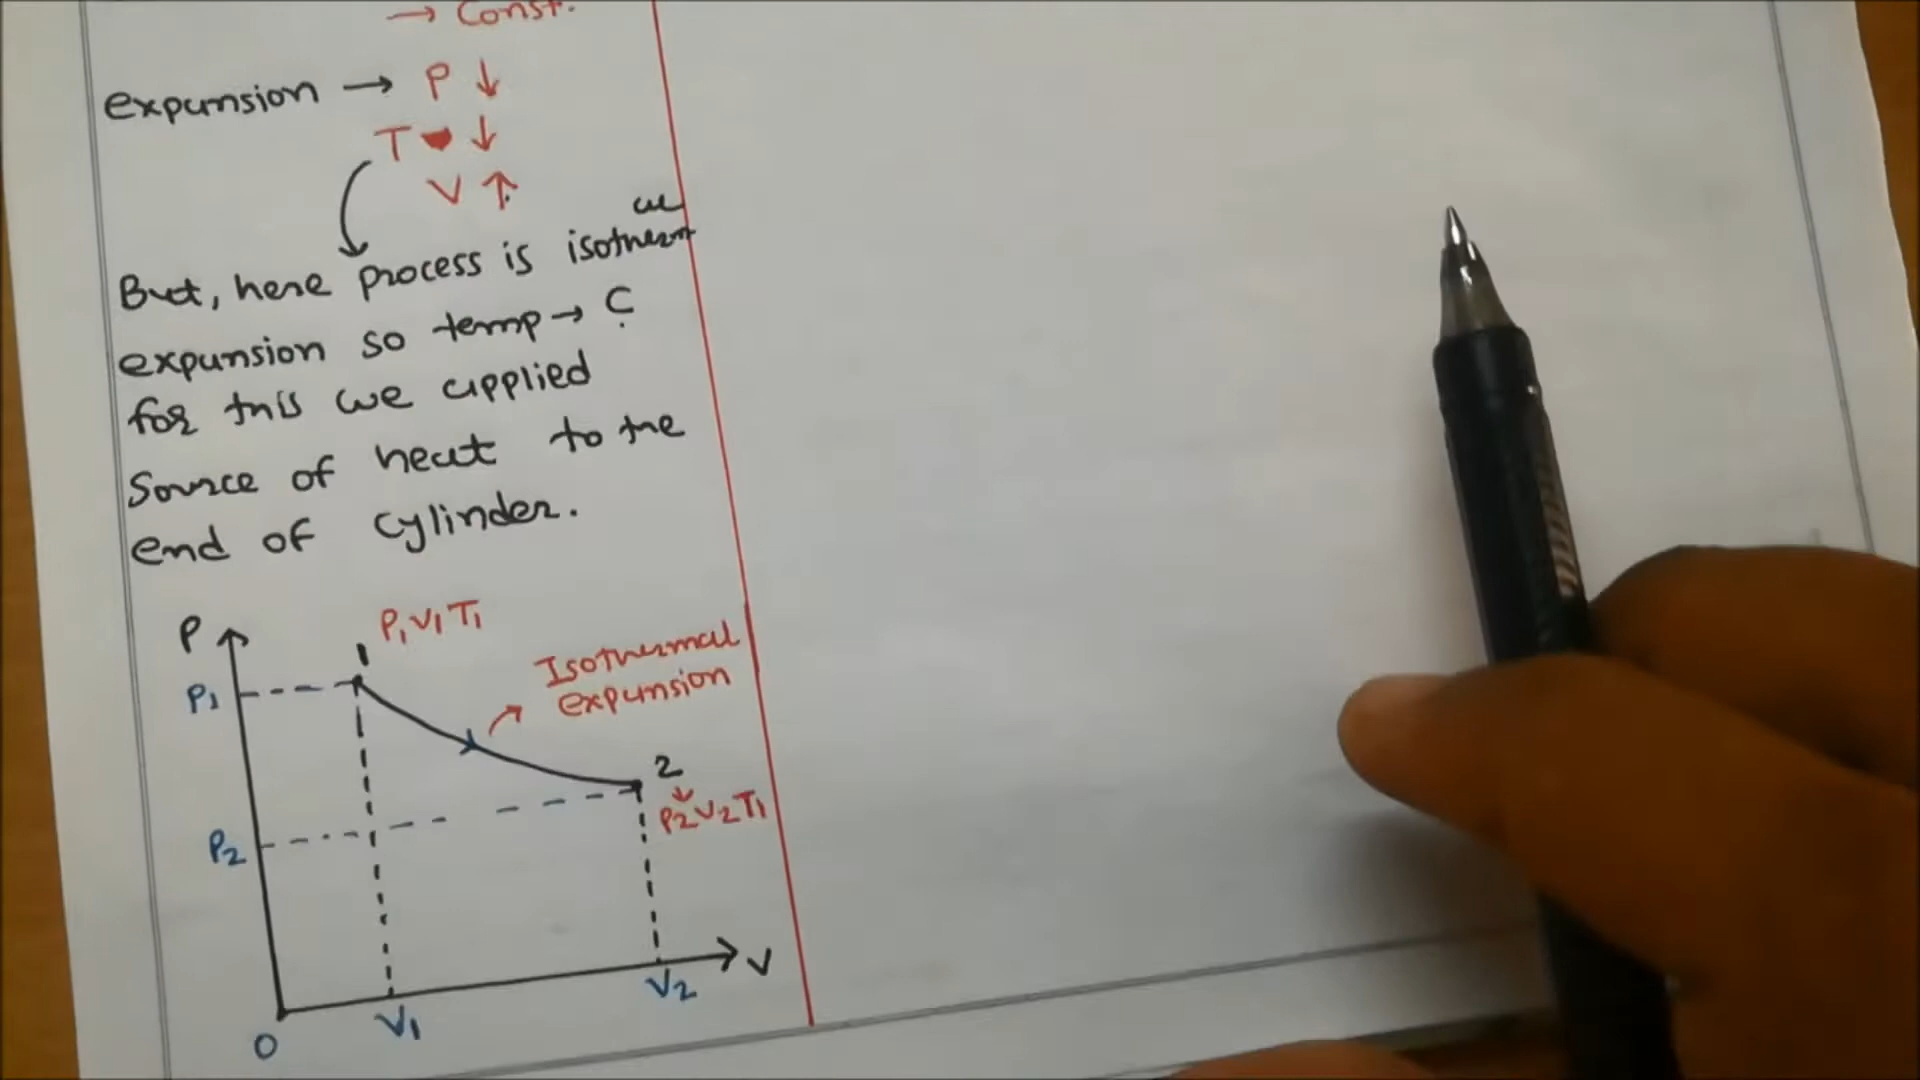 → Const.
expansion → P ↓
T ↓
V ↑
But, here process is isothermal
expansion so temp → C
for this we applied
Source of heat to the
end of cylinder.
P
P1V1T1
1
Isothermal
expansion
P1
2
P2V2T1
P2
V
V2
V1
0